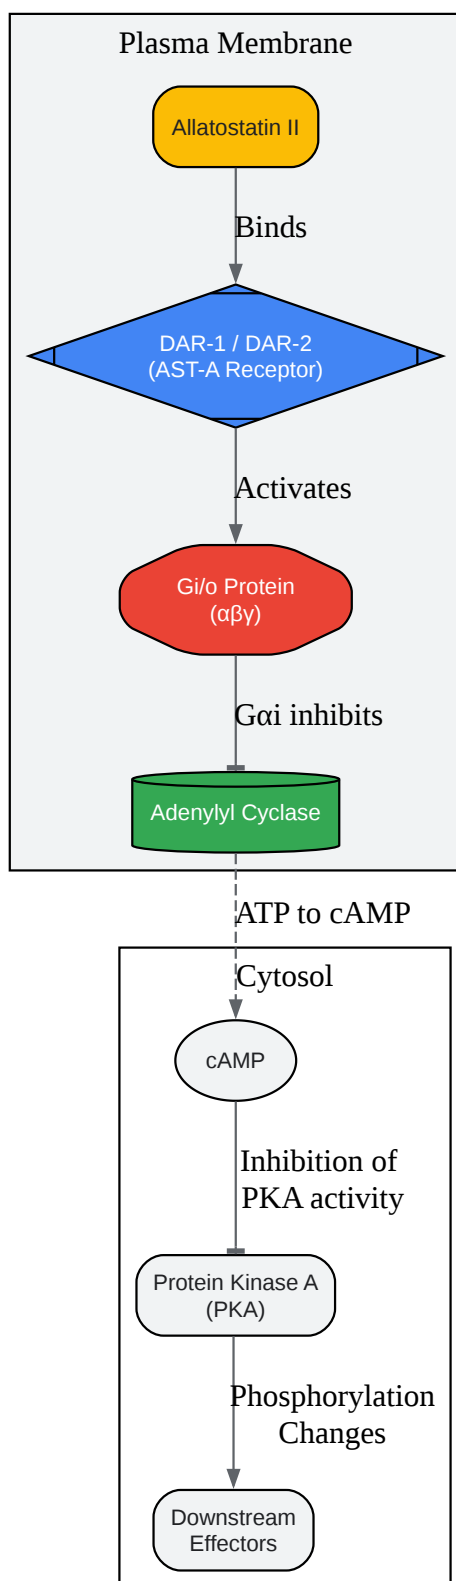 Plasma Membrane
Allatostatin II
Binds
DAR-1 / DAR-2
(AST-A Receptor)
Activates
Gi/o Protein
(αβγ)
Gαi inhibits
Adenylyl Cyclase
ATP to cAMP
Cytosol
cAMP
Inhibition of
PKA activity
Protein Kinase A
(PKA)
Phosphorylation
Changes
Downstream
Effectors